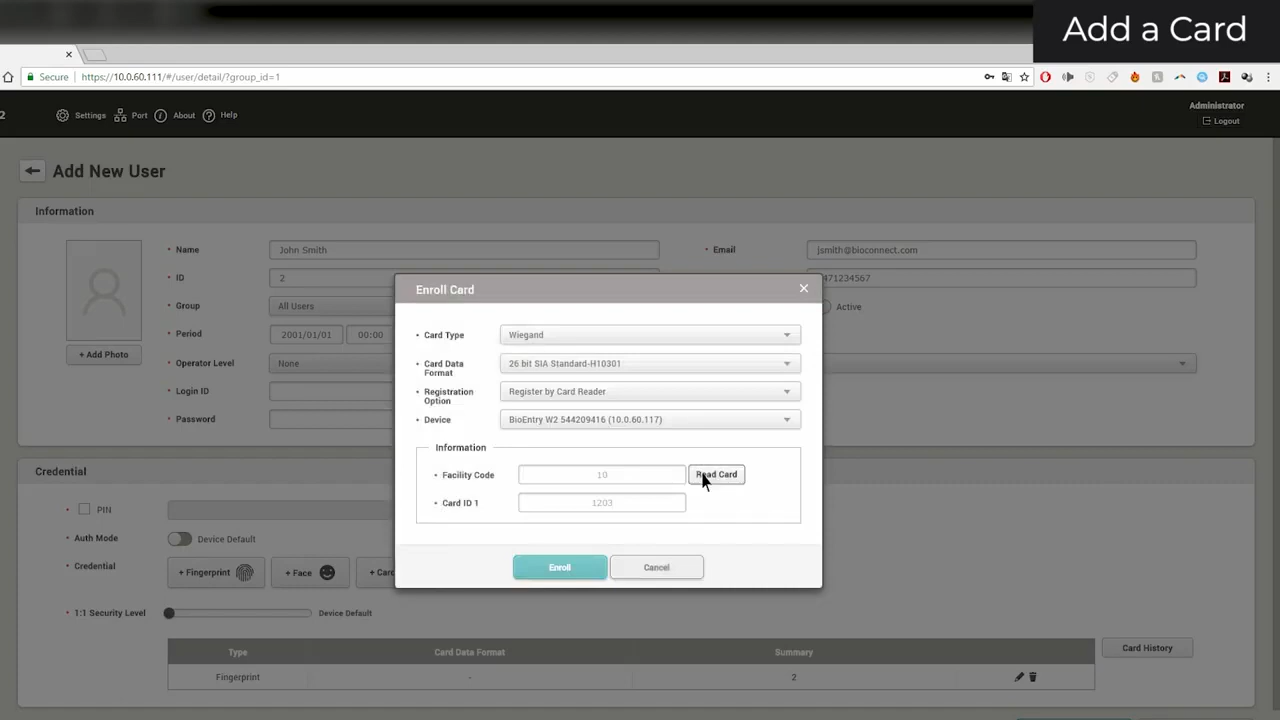 Add a Card
Secure https://10.0.60.111/#/user/detail/?group_id=1
2 Settings Port About Help
Administrator
Logout
Add New User
Information
Name John Smith Email jsmith@bioconnect.com
ID 2 471234567
Group All Users Active
Period 2001/01/01 00:00
+ Add Photo
Operator Level None
Login ID
Password
Enroll Card
Card Type Wiegand
Card Data Format 26 bit SIA Standard-H10301
Registration Option Register by Card Reader
Device BioEntry W2 544209416 (10.0.60.117)
Information
Facility Code 10 Read Card
Card ID 1 1203
Enroll Cancel
Credential
PIN
Auth Mode Device Default
Credential + Fingerprint + Face + Car
1:1 Security Level Device Default
Type Card Data Format Summary Card History
Fingerprint - 2